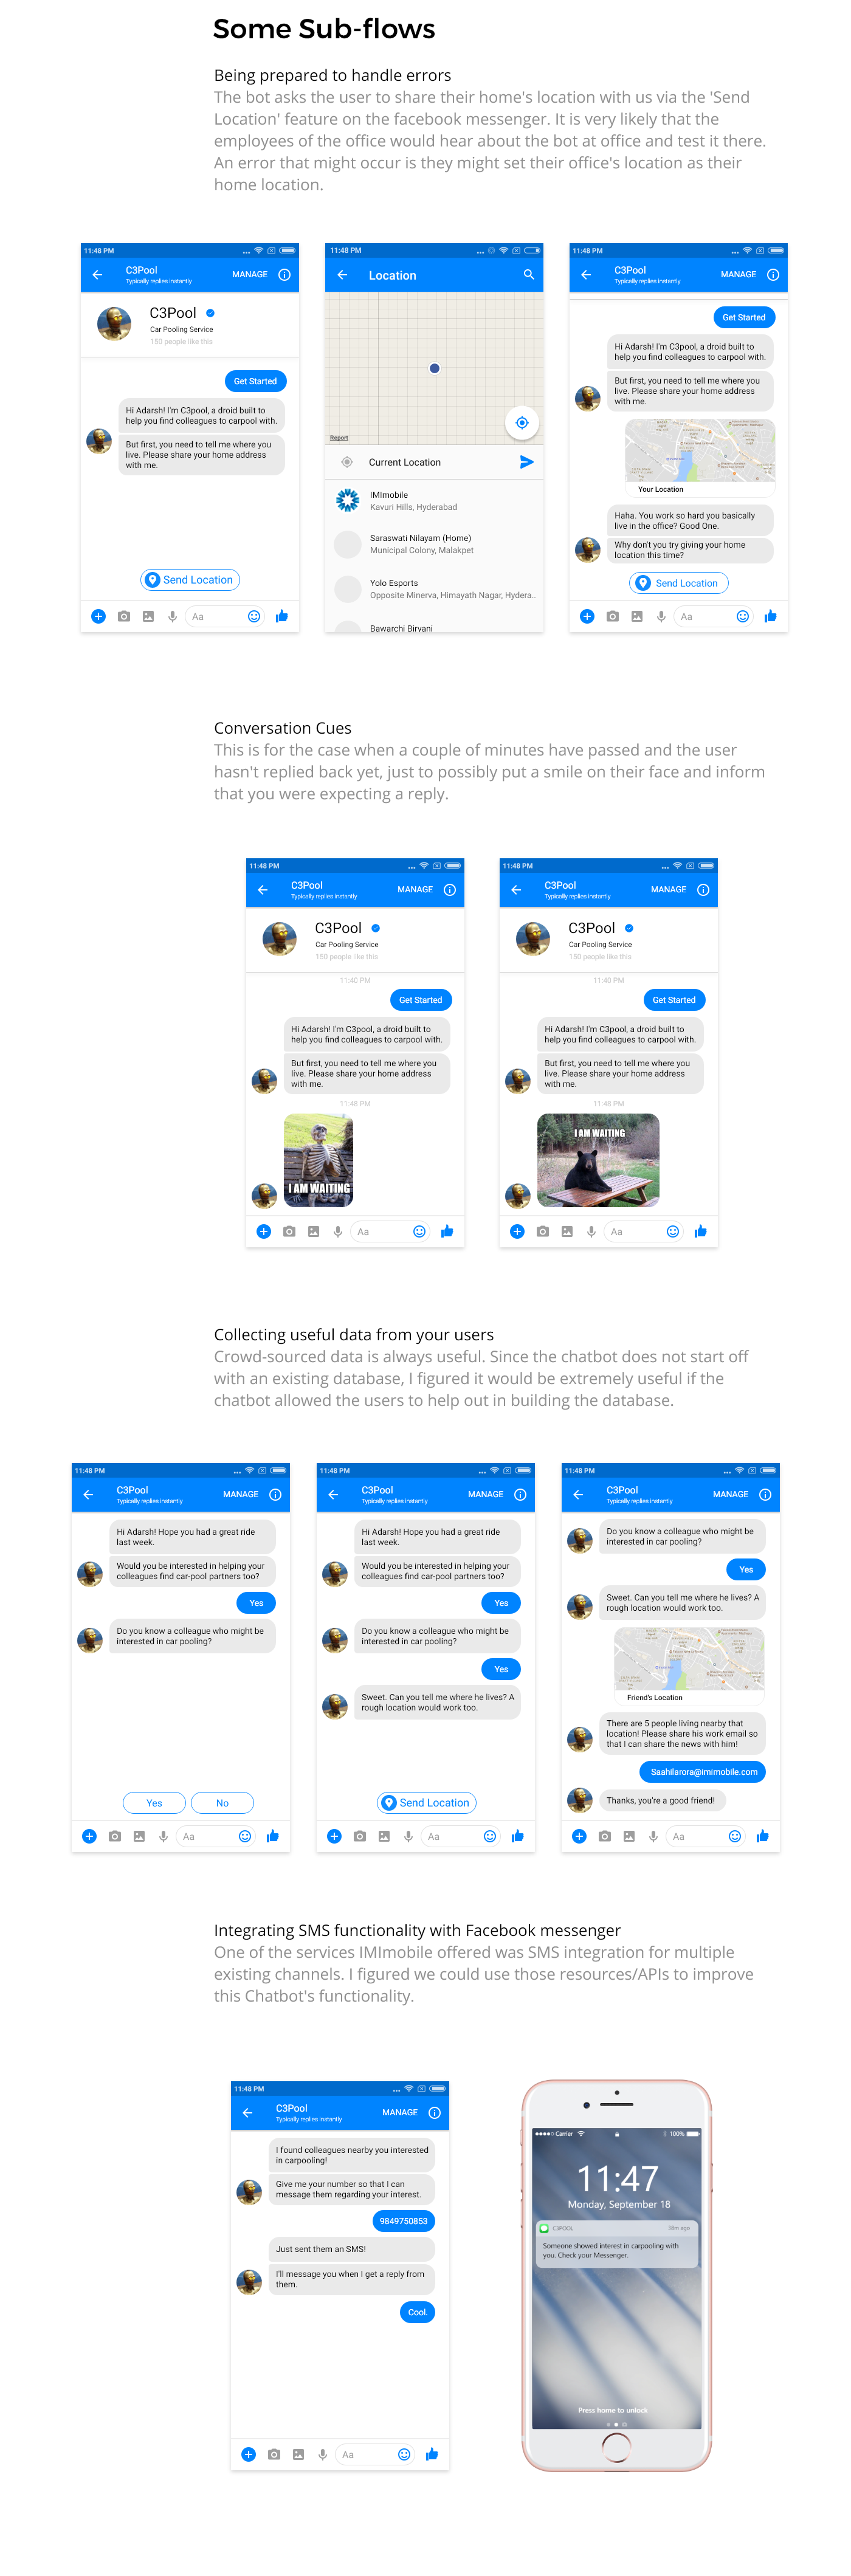 Some Sub-flows
Being prepared to handle errors
The bot asks the user to share their home's location with us via the 'Send
Location' feature on the facebook messenger. It is very likely that the
employees of the office would hear about the bot at office and test it there.
An error that might occur is they might set their office's location as their
home location.
11:48 PM
C3Pool
Typically replies instantly
MANAGE
C3Pool
Car Pooling Service
150 people like this
Get Started
Hi Adarsh! I'm C3pool, a droid built to
help you find colleagues to carpool with.
But first, you need to tell me where you
live. Please share your home address
with me.
Send Location
Aa
11:48 PM
Location
Report
Current Location
IMImobile
Kavuri Hills, Hyderabad
Saraswati Nilayam (Home)
Municipal Colony, Malakpet
Yolo Esports
Opposite Minerva, Himayath Nagar, Hydera..
Bawarchi Biryani
11:48 PM
C3Pool
Typically replies instantly
MANAGE
Get Started
Hi Adarsh! I'm C3pool, a droid built to
help you find colleagues to carpool with.
But first, you need to tell me where you
live. Please share your home address
with me.
Your Location
Haha. You work so hard you basically
live in the office? Good One.
Why don't you try giving your home
location this time?
Send Location
Aa
Conversation Cues
This is for the case when a couple of minutes have passed and the user
hasn't replied back yet, just to possibly put a smile on their face and inform
that you were expecting a reply.
11:48 PM
C3Pool
Typically replies instantly
MANAGE
C3Pool
Car Pooling Service
150 people like this
11:40 PM
Get Started
Hi Adarsh! I'm C3pool, a droid built to
help you find colleagues to carpool with.
But first, you need to tell me where you
live. Please share your home address
with me.
11:48 PM
I AM WAITING
Aa
11:48 PM
C3Pool
Typically replies instantly
MANAGE
C3Pool
Car Pooling Service
150 people like this
11:40 PM
Get Started
Hi Adarsh! I'm C3pool, a droid built to
help you find colleagues to carpool with.
But first, you need to tell me where you
live. Please share your home address
with me.
11:48 PM
I AM WAITING
Aa
Collecting useful data from your users
Crowd-sourced data is always useful. Since the chatbot does not start off
with an existing database, I figured it would be extremely useful if the
chatbot allowed the users to help out in building the database.
11:48 PM
C3Pool
Typically replies instantly
MANAGE
Hi Adarsh! Hope you had a great ride
last week.
Would you be interested in helping your
colleagues find car-pool partners too?
Yes
Do you know a colleague who might be
interested in car pooling?
Yes
No
Aa
11:48 PM
C3Pool
Typically replies instantly
MANAGE
Hi Adarsh! Hope you had a great ride
last week.
Would you be interested in helping your
colleagues find car-pool partners too?
Yes
Do you know a colleague who might be
interested in car pooling?
Yes
Sweet. Can you tell me where he lives? A
rough location would work too.
Send Location
Aa
11:48 PM
C3Pool
Typically replies instantly
MANAGE
Do you know a colleague who might be
interested in car pooling?
Yes
Sweet. Can you tell me where he lives? A
rough location would work too.
Friend's Location
There are 5 people living nearby that
location! Please share his work email so
that I can share the news with him!
Saahilarora@imimobile.com
Thanks, you're a good friend!
Aa
Integrating SMS functionality with Facebook messenger
One of the services IMImobile offered was SMS integration for multiple
existing channels. I figured we could use those resources/APIs to improve
this Chatbot's functionality.
11:48 PM
C3Pool
Typically replies instantly
MANAGE
I found colleagues nearby you interested
in carpooling!
Give me your number so that I can
message them regarding your interest.
9849750853
Just sent them an SMS!
I'll message you when I get a reply from
them.
Cool.
Aa
Carrier
100%
11:47
Monday, September 18
C3POOL
Someone showed interest in carpooling with
you. Check your Messenger.
Press home to unlock